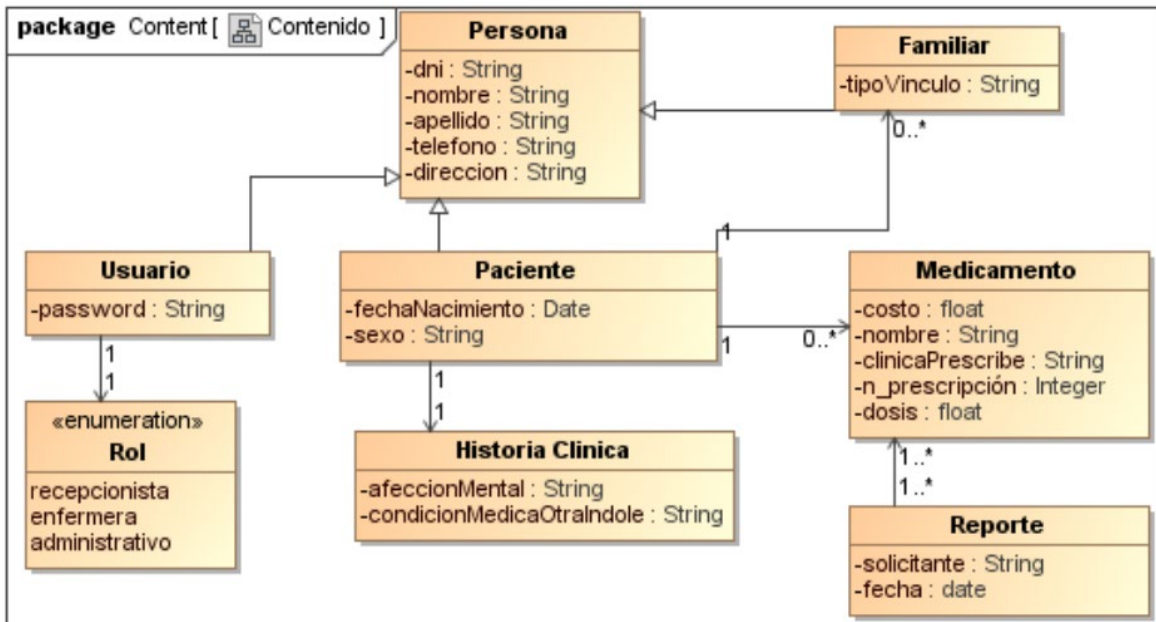 package Content [ Contenido ]
Persona
-dni : String
-nombre : String
-apellido : String
-telefono : String
-direccion : String
Familiar
-tipoVinculo : String
0..*
1
Usuario
-password : String
1
1
«enumeration»
Rol
recepcionista
enfermera
administrativo
Paciente
-fechaNacimiento : Date
-sexo : String
1
0..*
1
1
Historia Clinica
-afeccionMental : String
-condicionMedicaOtraIndole : String
Medicamento
-costo : float
-nombre : String
-clinicaPrescribe : String
-n_prescripción : Integer
-dosis : float
1..*
1..*
Reporte
-solicitante : String
-fecha : date